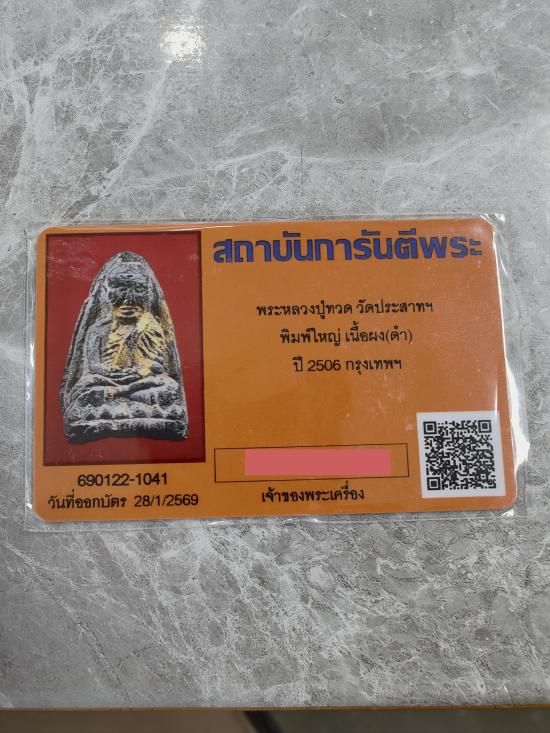 สถาบันการันตีพระ
พระหลวงปู่ทวด วัดประสาทฯ
พิมพ์ใหญ่ เนื้อผง(ดำ)
ปี 2506 กรุงเทพฯ
690122-1041
วันที่ออกบัตร 28/1/2569
เจ้าของพระเครื่อง